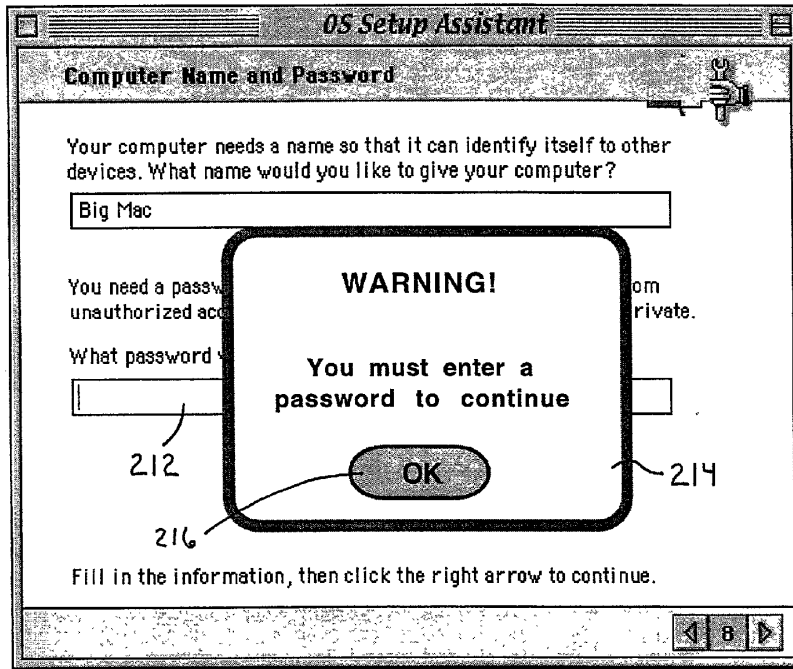 OS Setup Assistant
Computer Name and Password
Your computer needs a name so that it can identify itself to other
devices. What name would you like to give your computer?
Big Mac
WARNING!
You need a passw om
unauthorized acc rivate.
What password w
You must enter a
password to continue
212
OK
214
216
Fill in the information, then click the right arrow to continue.
8